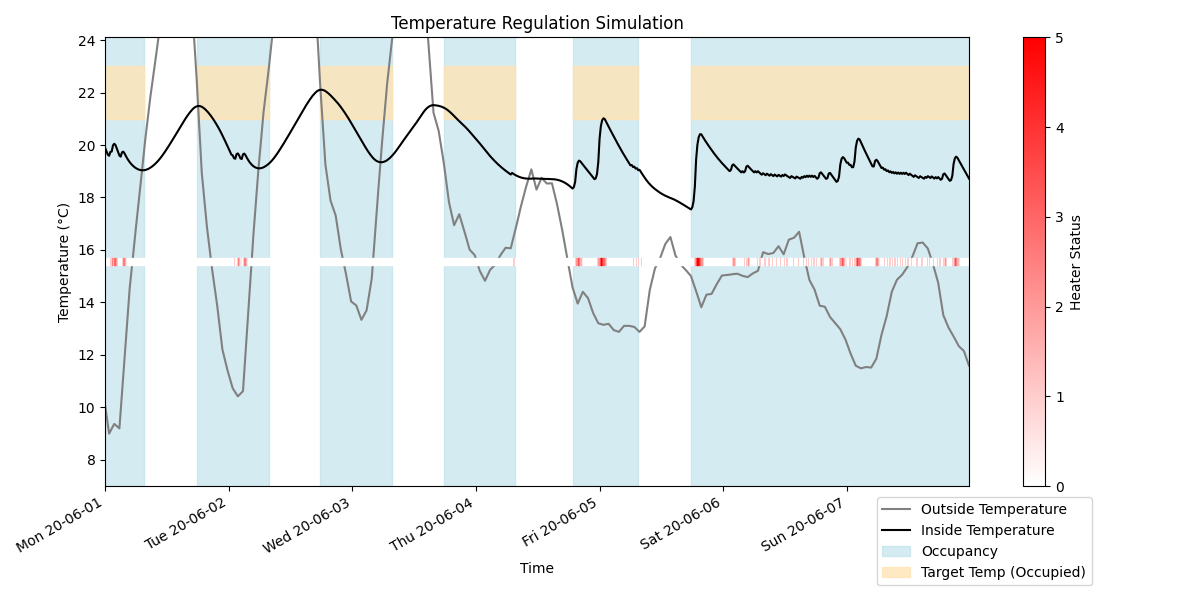 Temperature Regulation Simulation
24
22
20
18
16
14
12
10
8
Temperature (°C)
Mon 20-06-01
Tue 20-06-02
Wed 20-06-03
Thu 20-06-04
Fri 20-06-05
Sat 20-06-06
Sun 20-06-07
Time
5
4
3
2
1
0
Heater Status
Outside Temperature
Inside Temperature
Occupancy
Target Temp (Occupied)